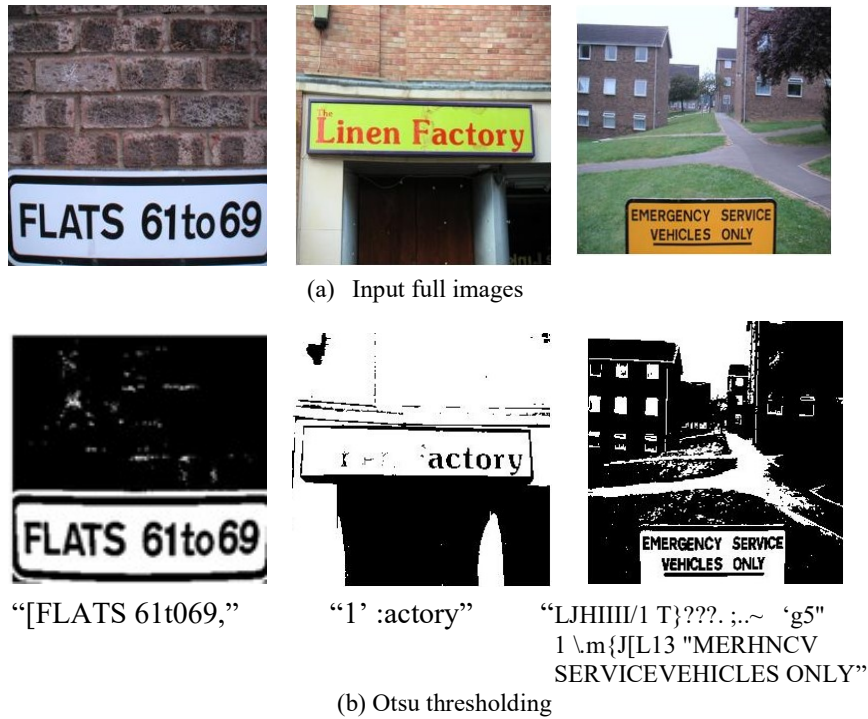 FLATS 61to69
The
Linen Factory
EMERGENCY SERVICE
VEHICLES ONLY
(a) Input full images
FLATS 61to69
actory
EMERGENCY SERVICE
VEHICLES ONLY
“[FLATS 61t069,”
“1’ :actory”
“LJHIIII/1 T}???. ;..~ ‘g5"
1 \.m{J[L13 "MERHNCV
SERVICEVEHICLES ONLY”
(b) Otsu thresholding